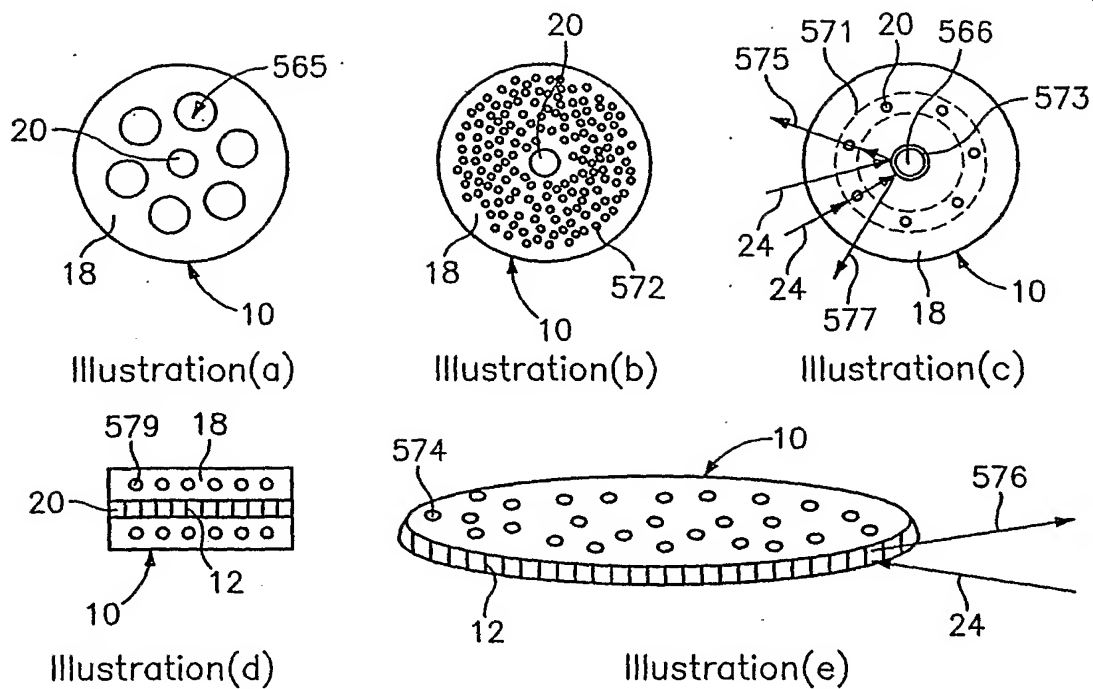 20 565 18 10
Illustration(a)
20 18 10 572
Illustration(b)
575 571 20 566 573 24 24 577 18 10
Illustration(c)
579 18 20 12 10
Illustration(d)
574 10 576 12 24
Illustration(e)